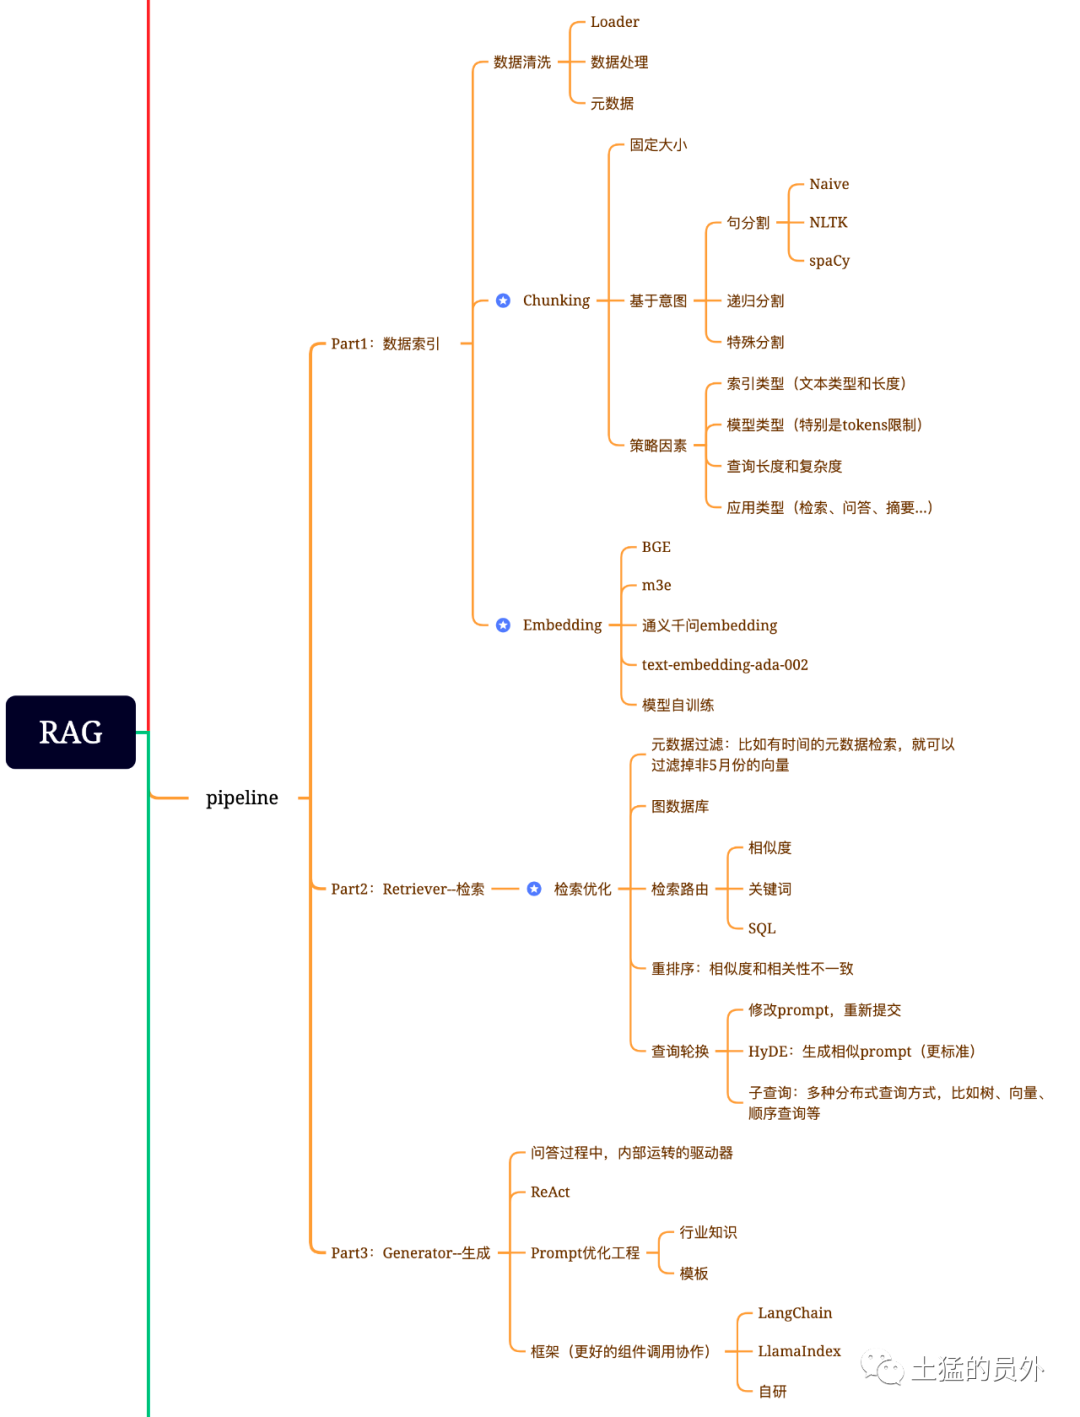 Loader
数据清洗
数据处理
元数据
固定大小
Naive
句分割
NLTK
spaCy
Chunking
基于意图
递归分割
Part1：数据索引
特殊分割
索引类型（文本类型和长度）
模型类型（特别是tokens限制）
策略因素
查询长度和复杂度
应用类型（检索、问答、摘要...）
BGE
m3e
Embedding
通义千问embedding
text-embedding-ada-002
模型自训练
RAG
元数据过滤：比如有时间的元数据检索，就可以
过滤掉非5月份的向量
pipeline
图数据库
相似度
Part2：Retriever--检索
检索优化
检索路由
关键词
SQL
重排序：相似度和相关性不一致
修改prompt，重新提交
查询轮换
HyDE：生成相似prompt（更标准）
子查询：多种分布式查询方式，比如树、向量、
顺序查询等
问答过程中，内部运转的驱动器
ReAct
行业知识
Part3：Generator--生成
Prompt优化工程
模板
LangChain
框架（更好的组件调用协作）
LlamaIndex
自研
土猛的员外